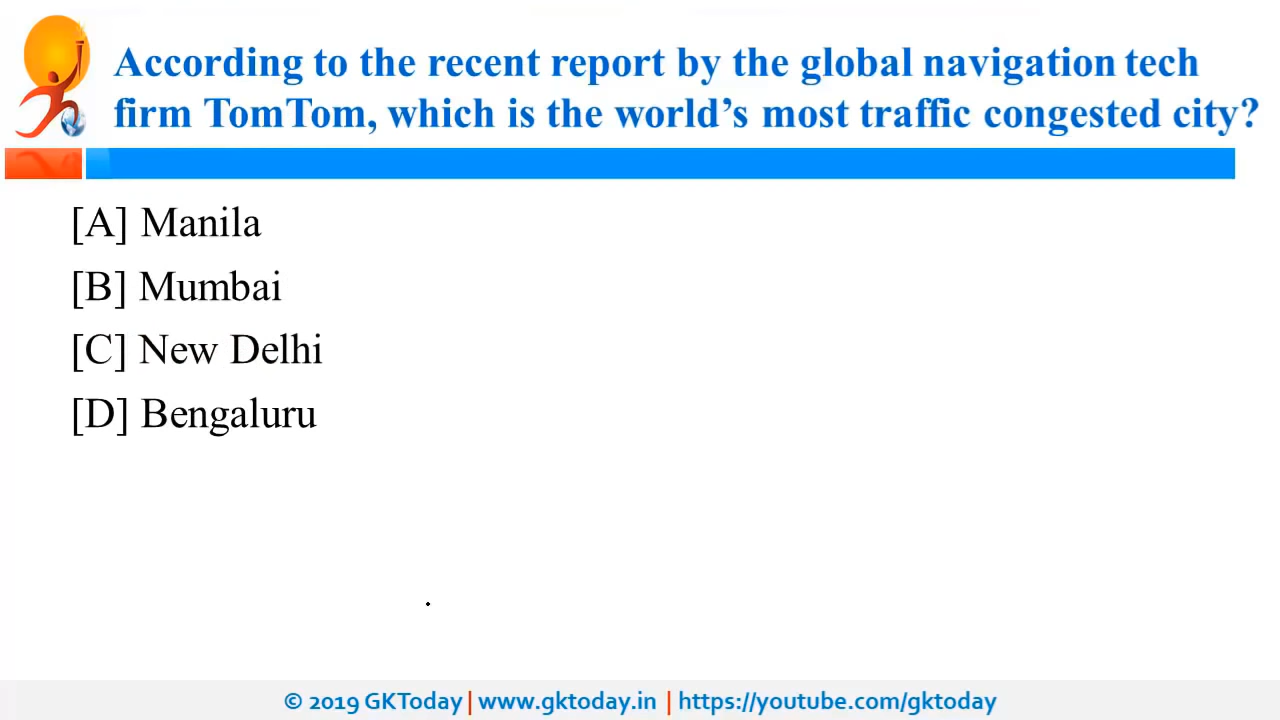 According to the recent report by the global navigation tech
firm TomTom, which is the world’s most traffic congested city?
[A] Manila
[B] Mumbai
[C] New Delhi
[D] Bengaluru
© 2019 GKToday | www.gktoday.in | https://youtube.com/gktoday